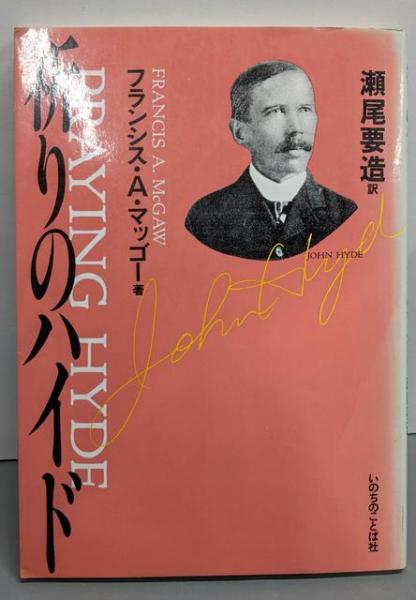 瀬尾要造訳
JOHN HYDE
John Hyde
FRANCIS A. McGAW
フランシス・A・マッゴー著
PRAYING HYDE
祈りのハイド
いのちのことば社